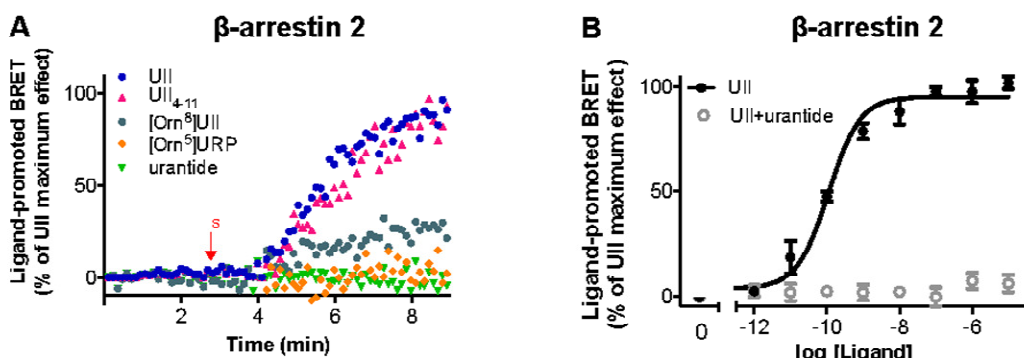 A
β-arrestin 2
Ligand-promoted BRET
(% of UII maximum effect)
100
50
0
UII
UII4-11
[Orn8]UII
[Orn5]URP
urantide
s
2
4
6
8
Time (min)
B
β-arrestin 2
Ligand-promoted BRET
(% of UII maximum effect)
100
50
0
UII
UII+urantide
0
-12
-10
-8
-6
log [Ligand]